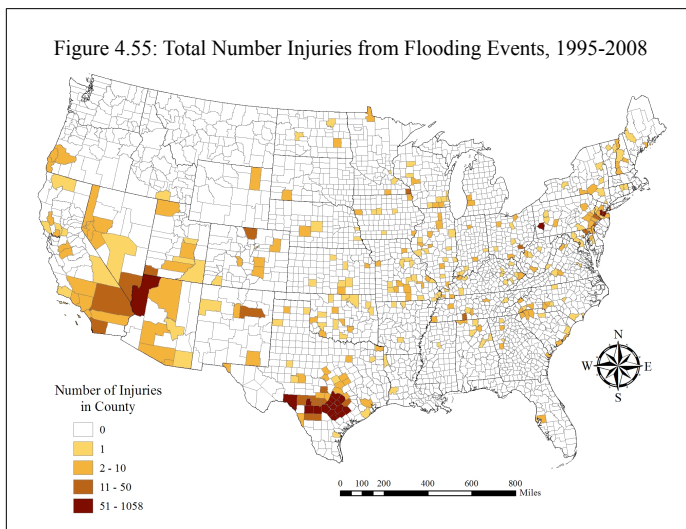 Figure 4.55: Total Number Injuries from Flooding Events, 1995-2008
N
W
E
S
Number of Injuries
in County
0
1
2 - 10
11 - 50
51 - 1058
0 100 200 400 600 800
Miles